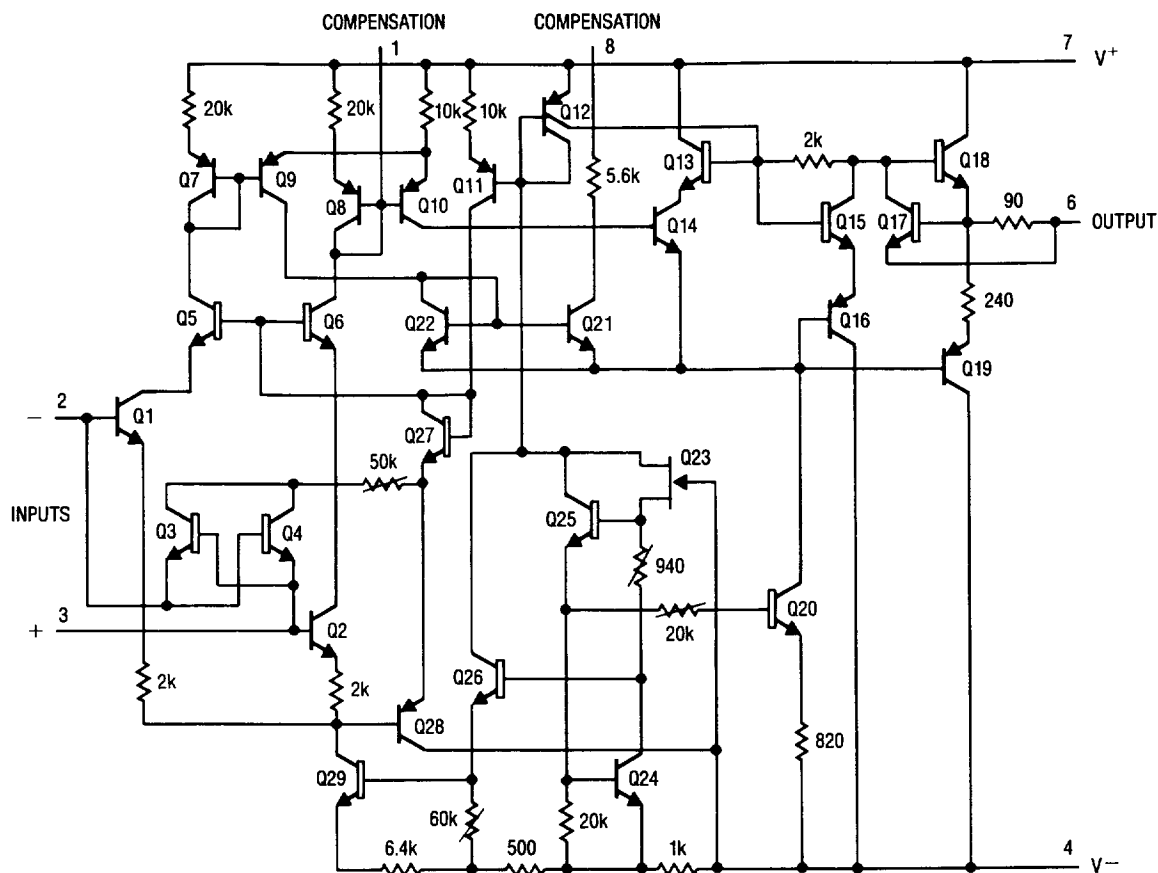 COMPENSATION COMPENSATION
1 8 7 V+
20k 20k 10k 10k Q12
2k
Q13 Q18
Q7 Q9 Q11 5.6k
Q8 Q10 90 6
Q14 Q15 Q17 OUTPUT
240
Q5 Q6 Q22 Q21 Q16
Q19
2
− Q1 Q27
50k Q23
INPUTS Q3 Q4 Q25
940
3
+ Q2 20k Q20
2k 2k Q26
Q28 820
Q29 Q24
60k 20k
6.4k 500 1k 4 V−